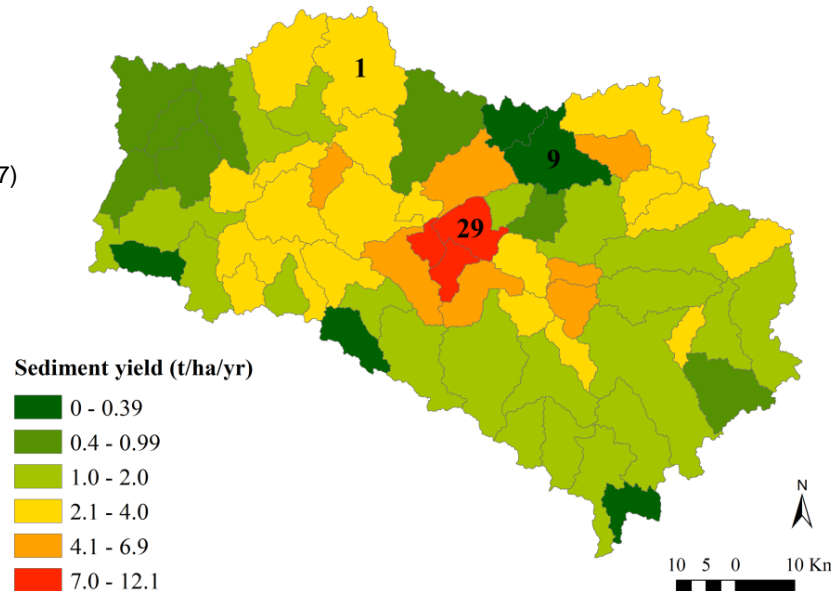 1
7)
9
29
Sediment yield (t/ha/yr)
0 - 0.39
0.4 - 0.99
1.0 - 2.0
2.1 - 4.0
4.1 - 6.9
7.0 - 12.1
N
10 5 0 10 Km